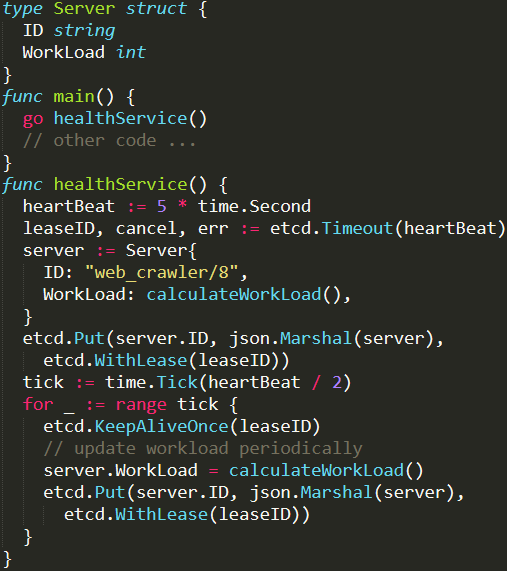 type Server struct {
  ID string
  WorkLoad int
}
func main() {
  go healthService()
  // other code ...
}
func healthService() {
  heartBeat := 5 * time.Second
  leaseID, cancel, err := etcd.Timeout(heartBeat)
  server := Server{
    ID: "web_crawler/8",
    WorkLoad: calculateWorkLoad(),
  }
  etcd.Put(server.ID, json.Marshal(server),
    etcd.WithLease(leaseID))
  tick := time.Tick(heartBeat / 2)
  for _ := range tick {
    etcd.KeepAliveOnce(leaseID)
    // update workload periodically
    server.WorkLoad = calculateWorkLoad()
    etcd.Put(server.ID, json.Marshal(server),
      etcd.WithLease(leaseID))
  }
}